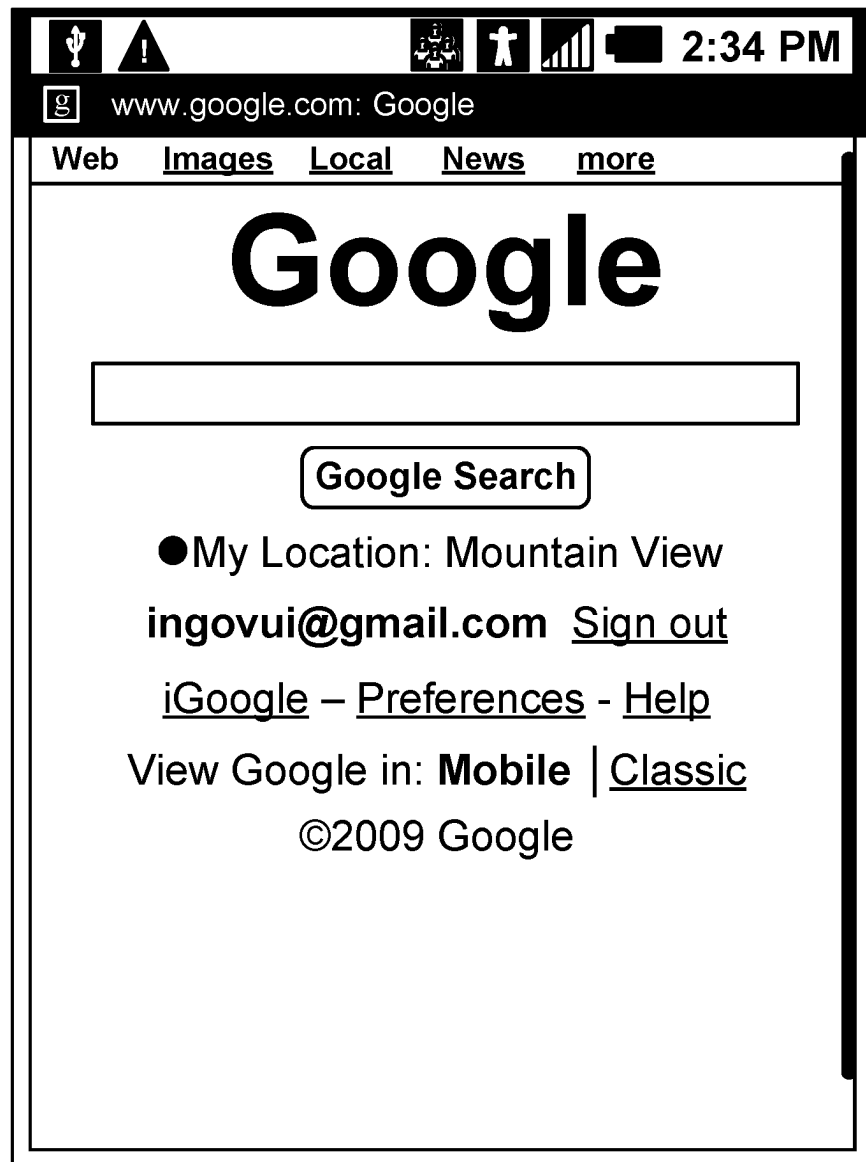 2:34 PM
g www.google.com: Google
Web Images Local News more
Google
Google Search
●My Location: Mountain View
ingovui@gmail.com Sign out
iGoogle – Preferences - Help
View Google in: Mobile | Classic
©2009 Google